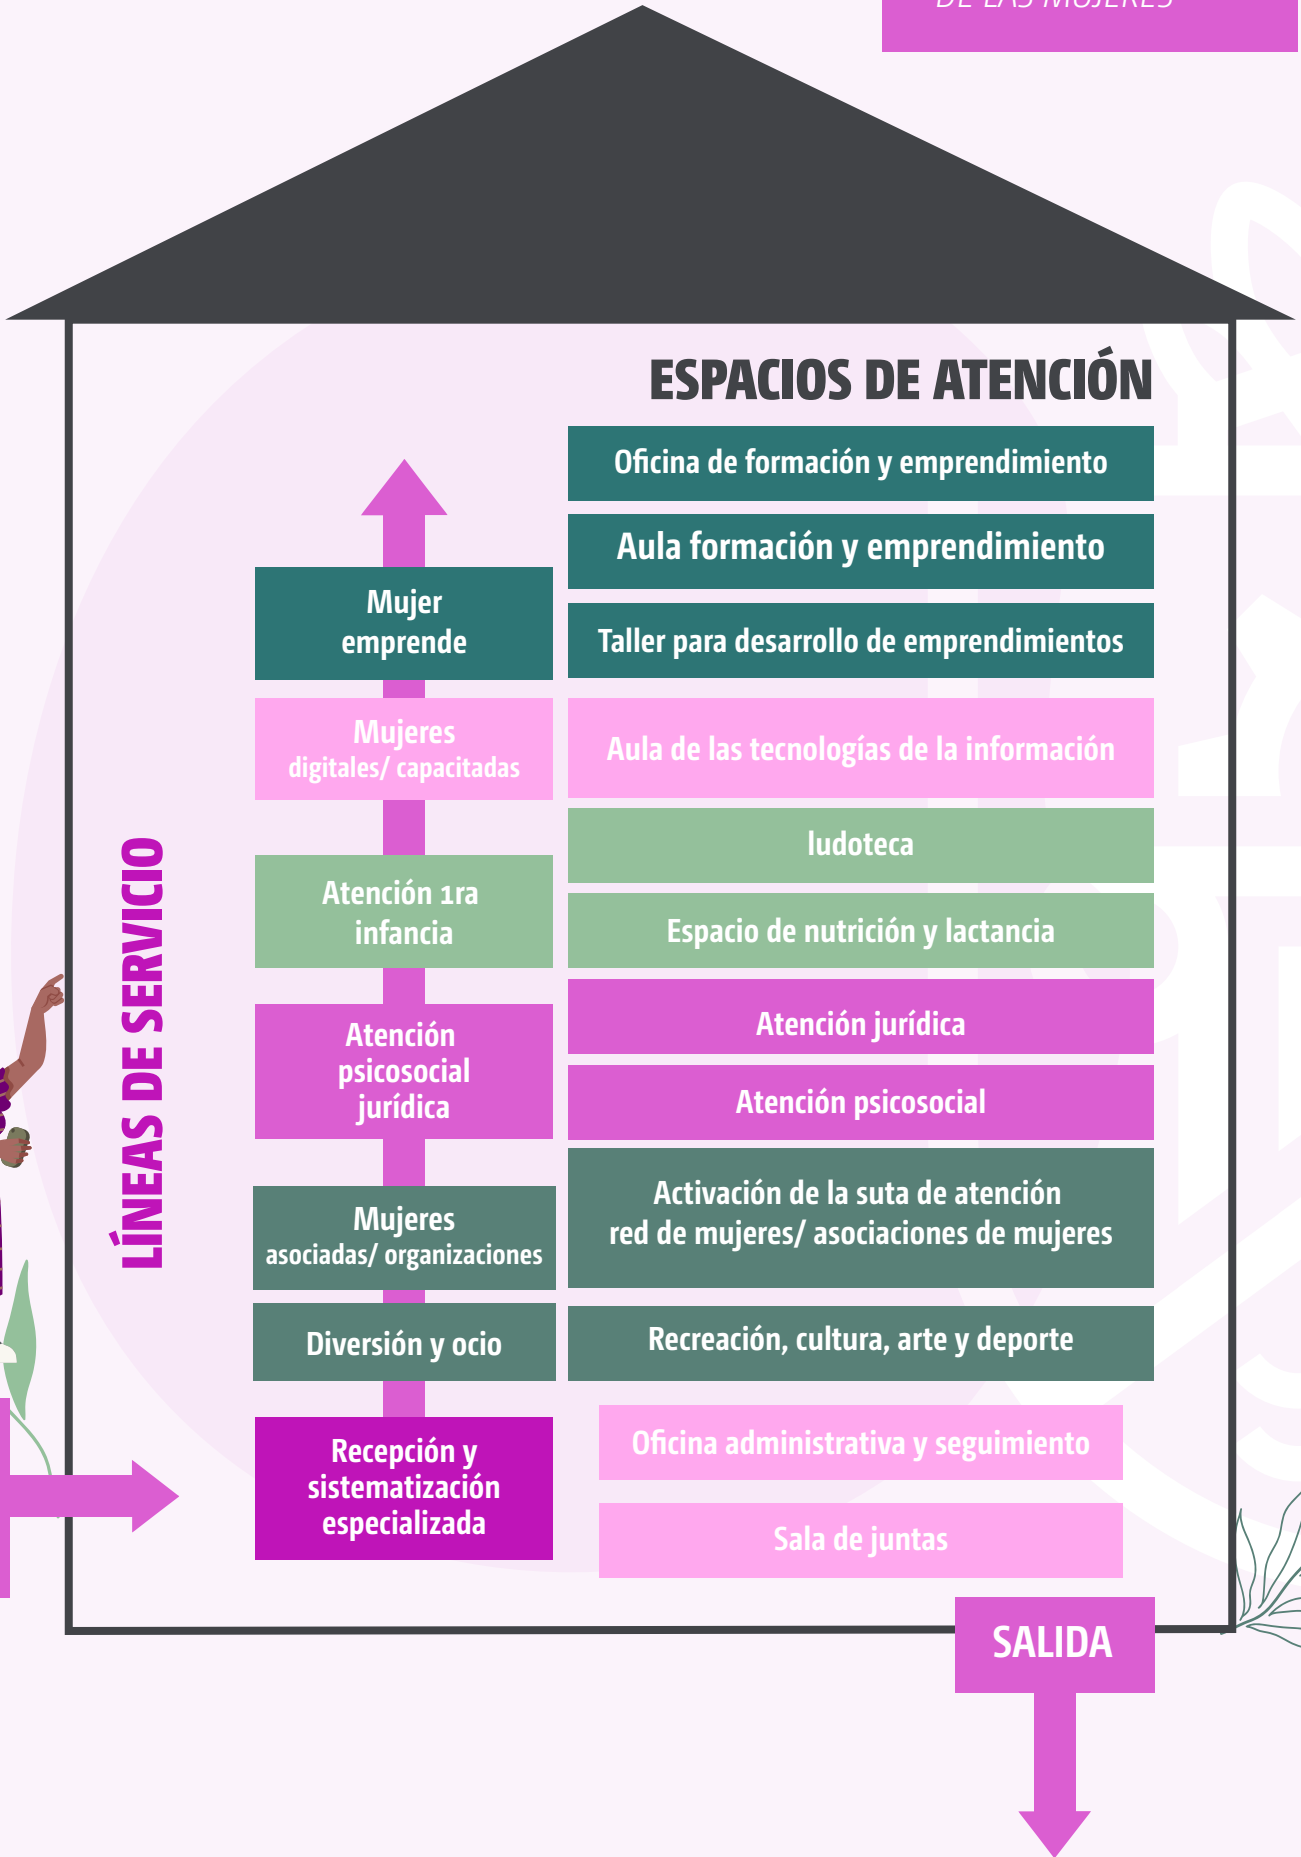 DE LAS MUJERES
ESPACIOS DE ATENCIÓN
Oficina de formación y emprendimiento
Aula formación y emprendimiento
Taller para desarrollo de emprendimientos
Aula de las tecnologías de la información
ludoteca
Espacio de nutrición y lactancia
Atención jurídica
Atención psicosocial
Activación de la suta de atención
red de mujeres/ asociaciones de mujeres
Recreación, cultura, arte y deporte
Oficina administrativa y seguimiento
Sala de juntas
LÍNEAS DE SERVICIO
Mujer
emprende
Mujeres
digitales/ capacitadas
Atención 1ra
infancia
Atención
psicosocial
jurídica
Mujeres
asociadas/ organizaciones
Diversión y ocio
Recepción y
sistematización
especializada
SALIDA